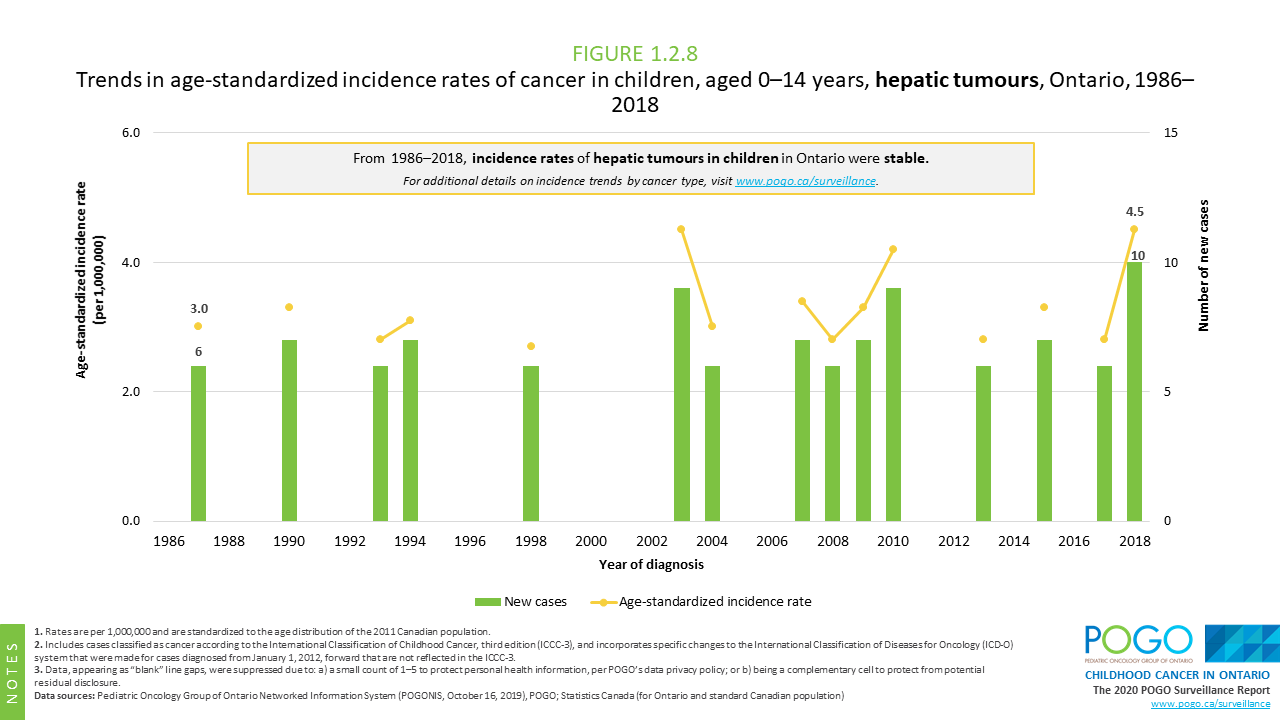 FIGURE 1.2.8
Trends in age-standardized incidence rates of cancer in children, aged 0–14 years, hepatic tumours, Ontario, 1986–
2018
6.0
15
From 1986–2018, incidence rates of hepatic tumours in children in Ontario were stable.
For additional details on incidence trends by cancer type, visit www.pogo.ca/surveillance.
Age-standardized incidence rate
(per 1,000,000)
Number of new cases
4.5
10
4.0
10
3.0
6
2.0
5
0.0
0
1986 1988 1990 1992 1994 1996 1998 2000 2002 2004 2006 2008 2010 2012 2014 2016 2018
Year of diagnosis
New cases Age-standardized incidence rate
NOTES
1. Rates are per 1,000,000 and are standardized to the age distribution of the 2011 Canadian population.
2. Includes cases classified as cancer according to the International Classification of Childhood Cancer, third edition (ICCC-3), and incorporates specific changes to the International Classification of Diseases for Oncology (ICD-O)
system that were made for cases diagnosed from January 1, 2012, forward that are not reflected in the ICCC-3.
3. Data, appearing as "blank" line gaps, were suppressed due to: a) a small count of 1–5 to protect personal health information, per POGO's data privacy policy; or b) being a complementary cell to protect from potential
residual disclosure.
Data sources: Pediatric Oncology Group of Ontario Networked Information System (POGONIS, October 16, 2019), POGO; Statistics Canada (for Ontario and standard Canadian population)
POGO
PEDIATRIC ONCOLOGY GROUP OF ONTARIO
CHILDHOOD CANCER IN ONTARIO
The 2020 POGO Surveillance Report
www.pogo.ca/surveillance